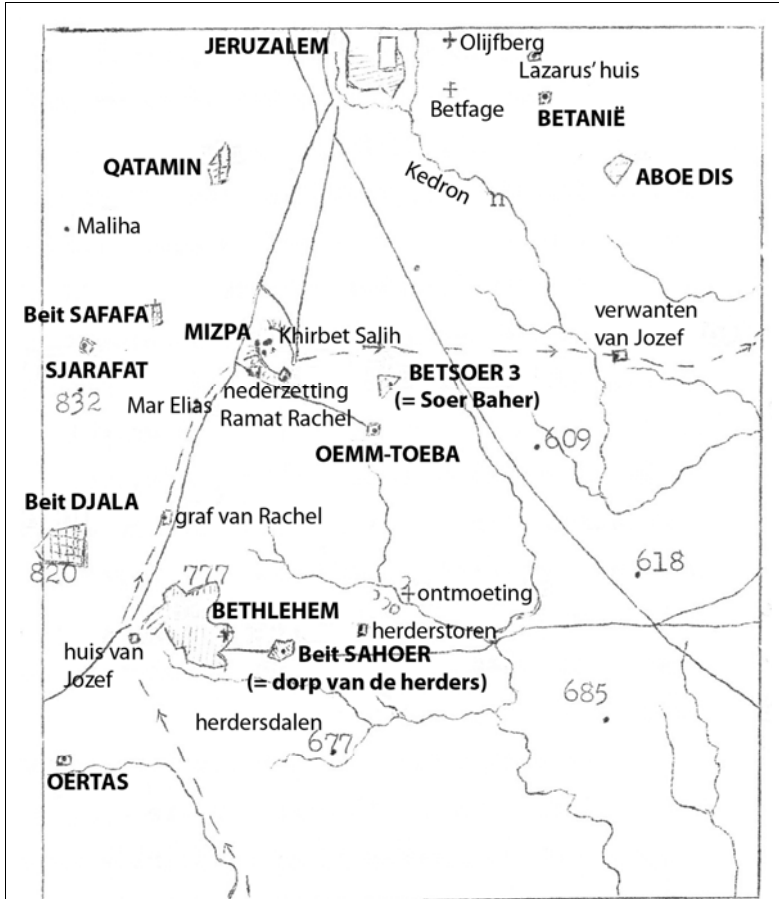 JERUZALEM
Olijfberg
Lazarus’ huis
Betfage
BETANIË
QATAMIN
ABOE DIS
Kedron
n
Maliha
Beit SAFAFA
verwanten
van Jozef
MIZPA
Khirbet Salih
SJARAFAT
BETSOER 3
(= Soer Baher)
832
Mar Elias
nederzetting
Ramat Rachel
609
OEMM-TOEBA
Beit DJALA
graf van Rachel
820
777
618
ontmoeting
BETHLEHEM
herderstoren
huis van
Jozef
Beit SAHOER
(= dorp van de herders)
685
herdersdalen
677
OERTAS